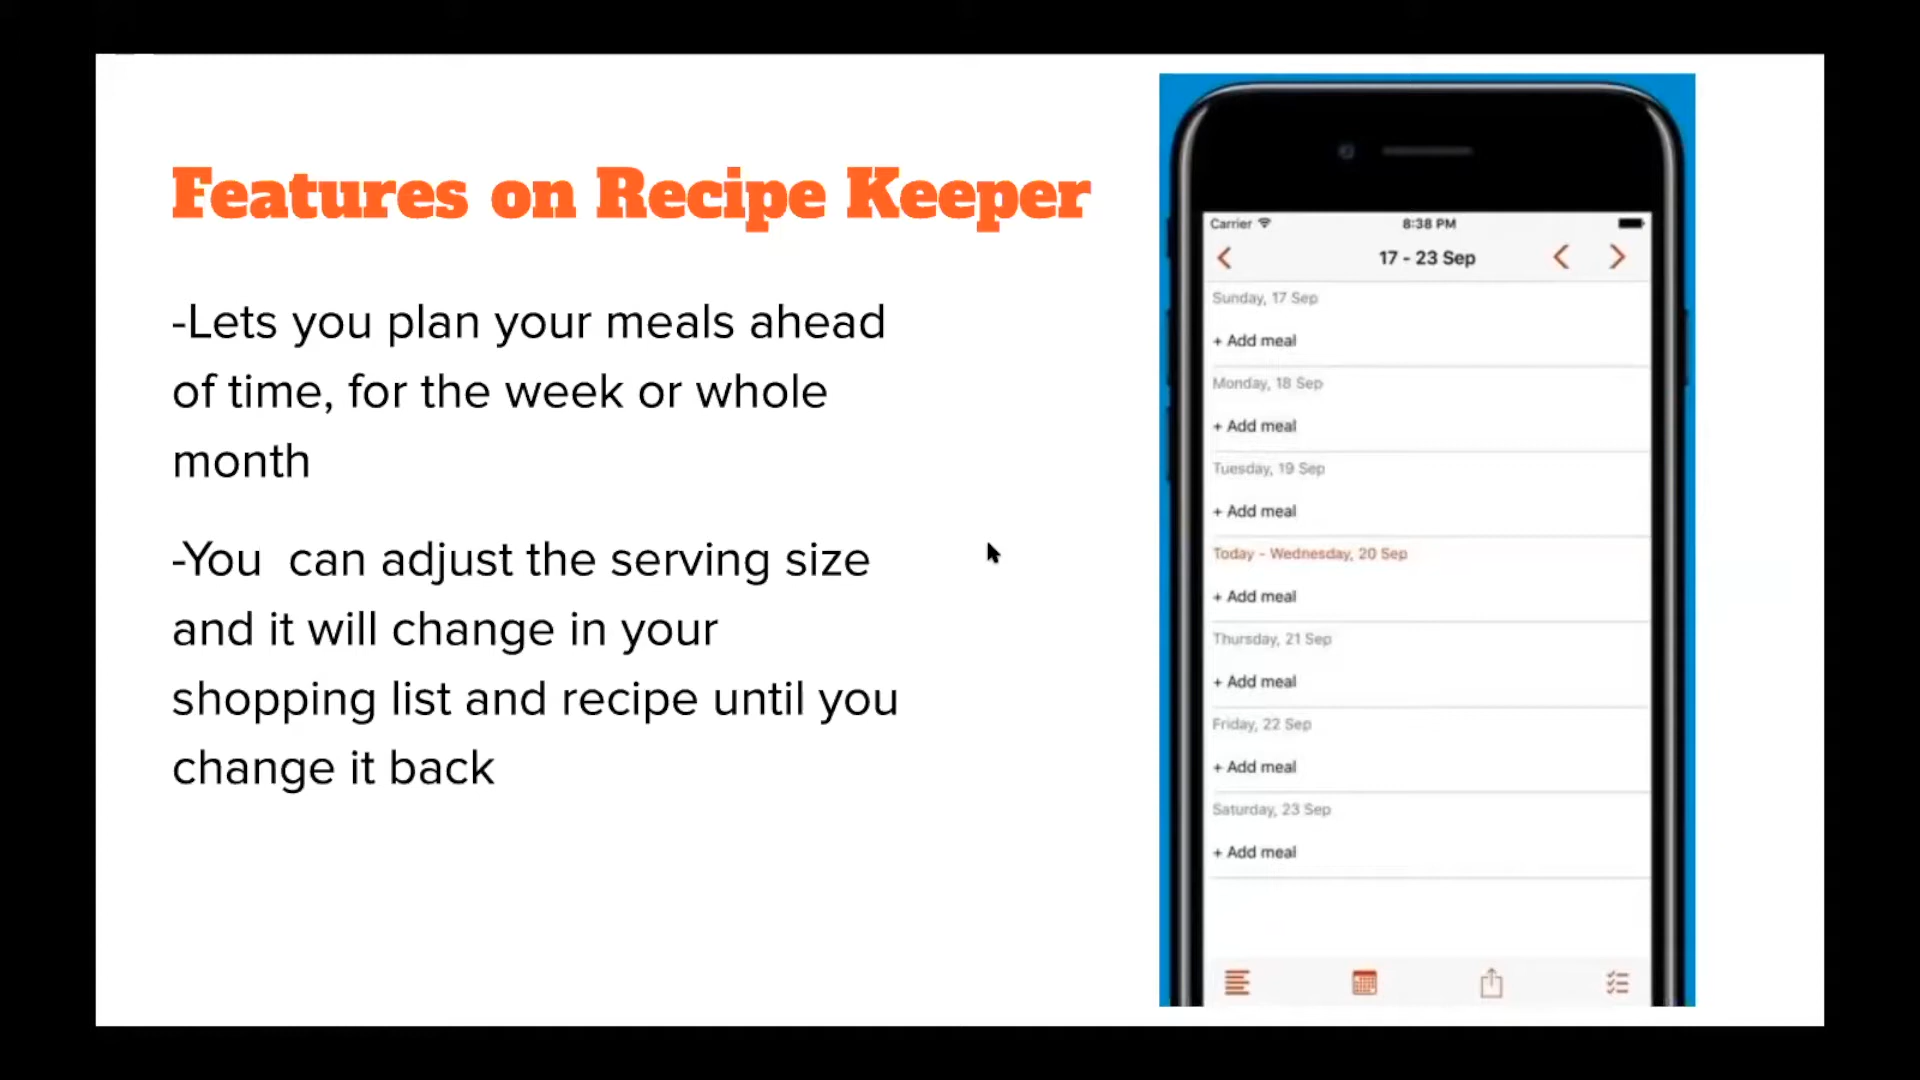 Features on Recipe Keeper
-Lets you plan your meals ahead
of time, for the week or whole
month
-You  can adjust the serving size
and it will change in your
shopping list and recipe until you
change it back
Carrier 8:38 PM
17 - 23 Sep
Sunday, 17 Sep
+ Add meal
Monday, 18 Sep
+ Add meal
Tuesday, 19 Sep
+ Add meal
Today - Wednesday, 20 Sep
+ Add meal
Thursday, 21 Sep
+ Add meal
Friday, 22 Sep
+ Add meal
Saturday, 23 Sep
+ Add meal